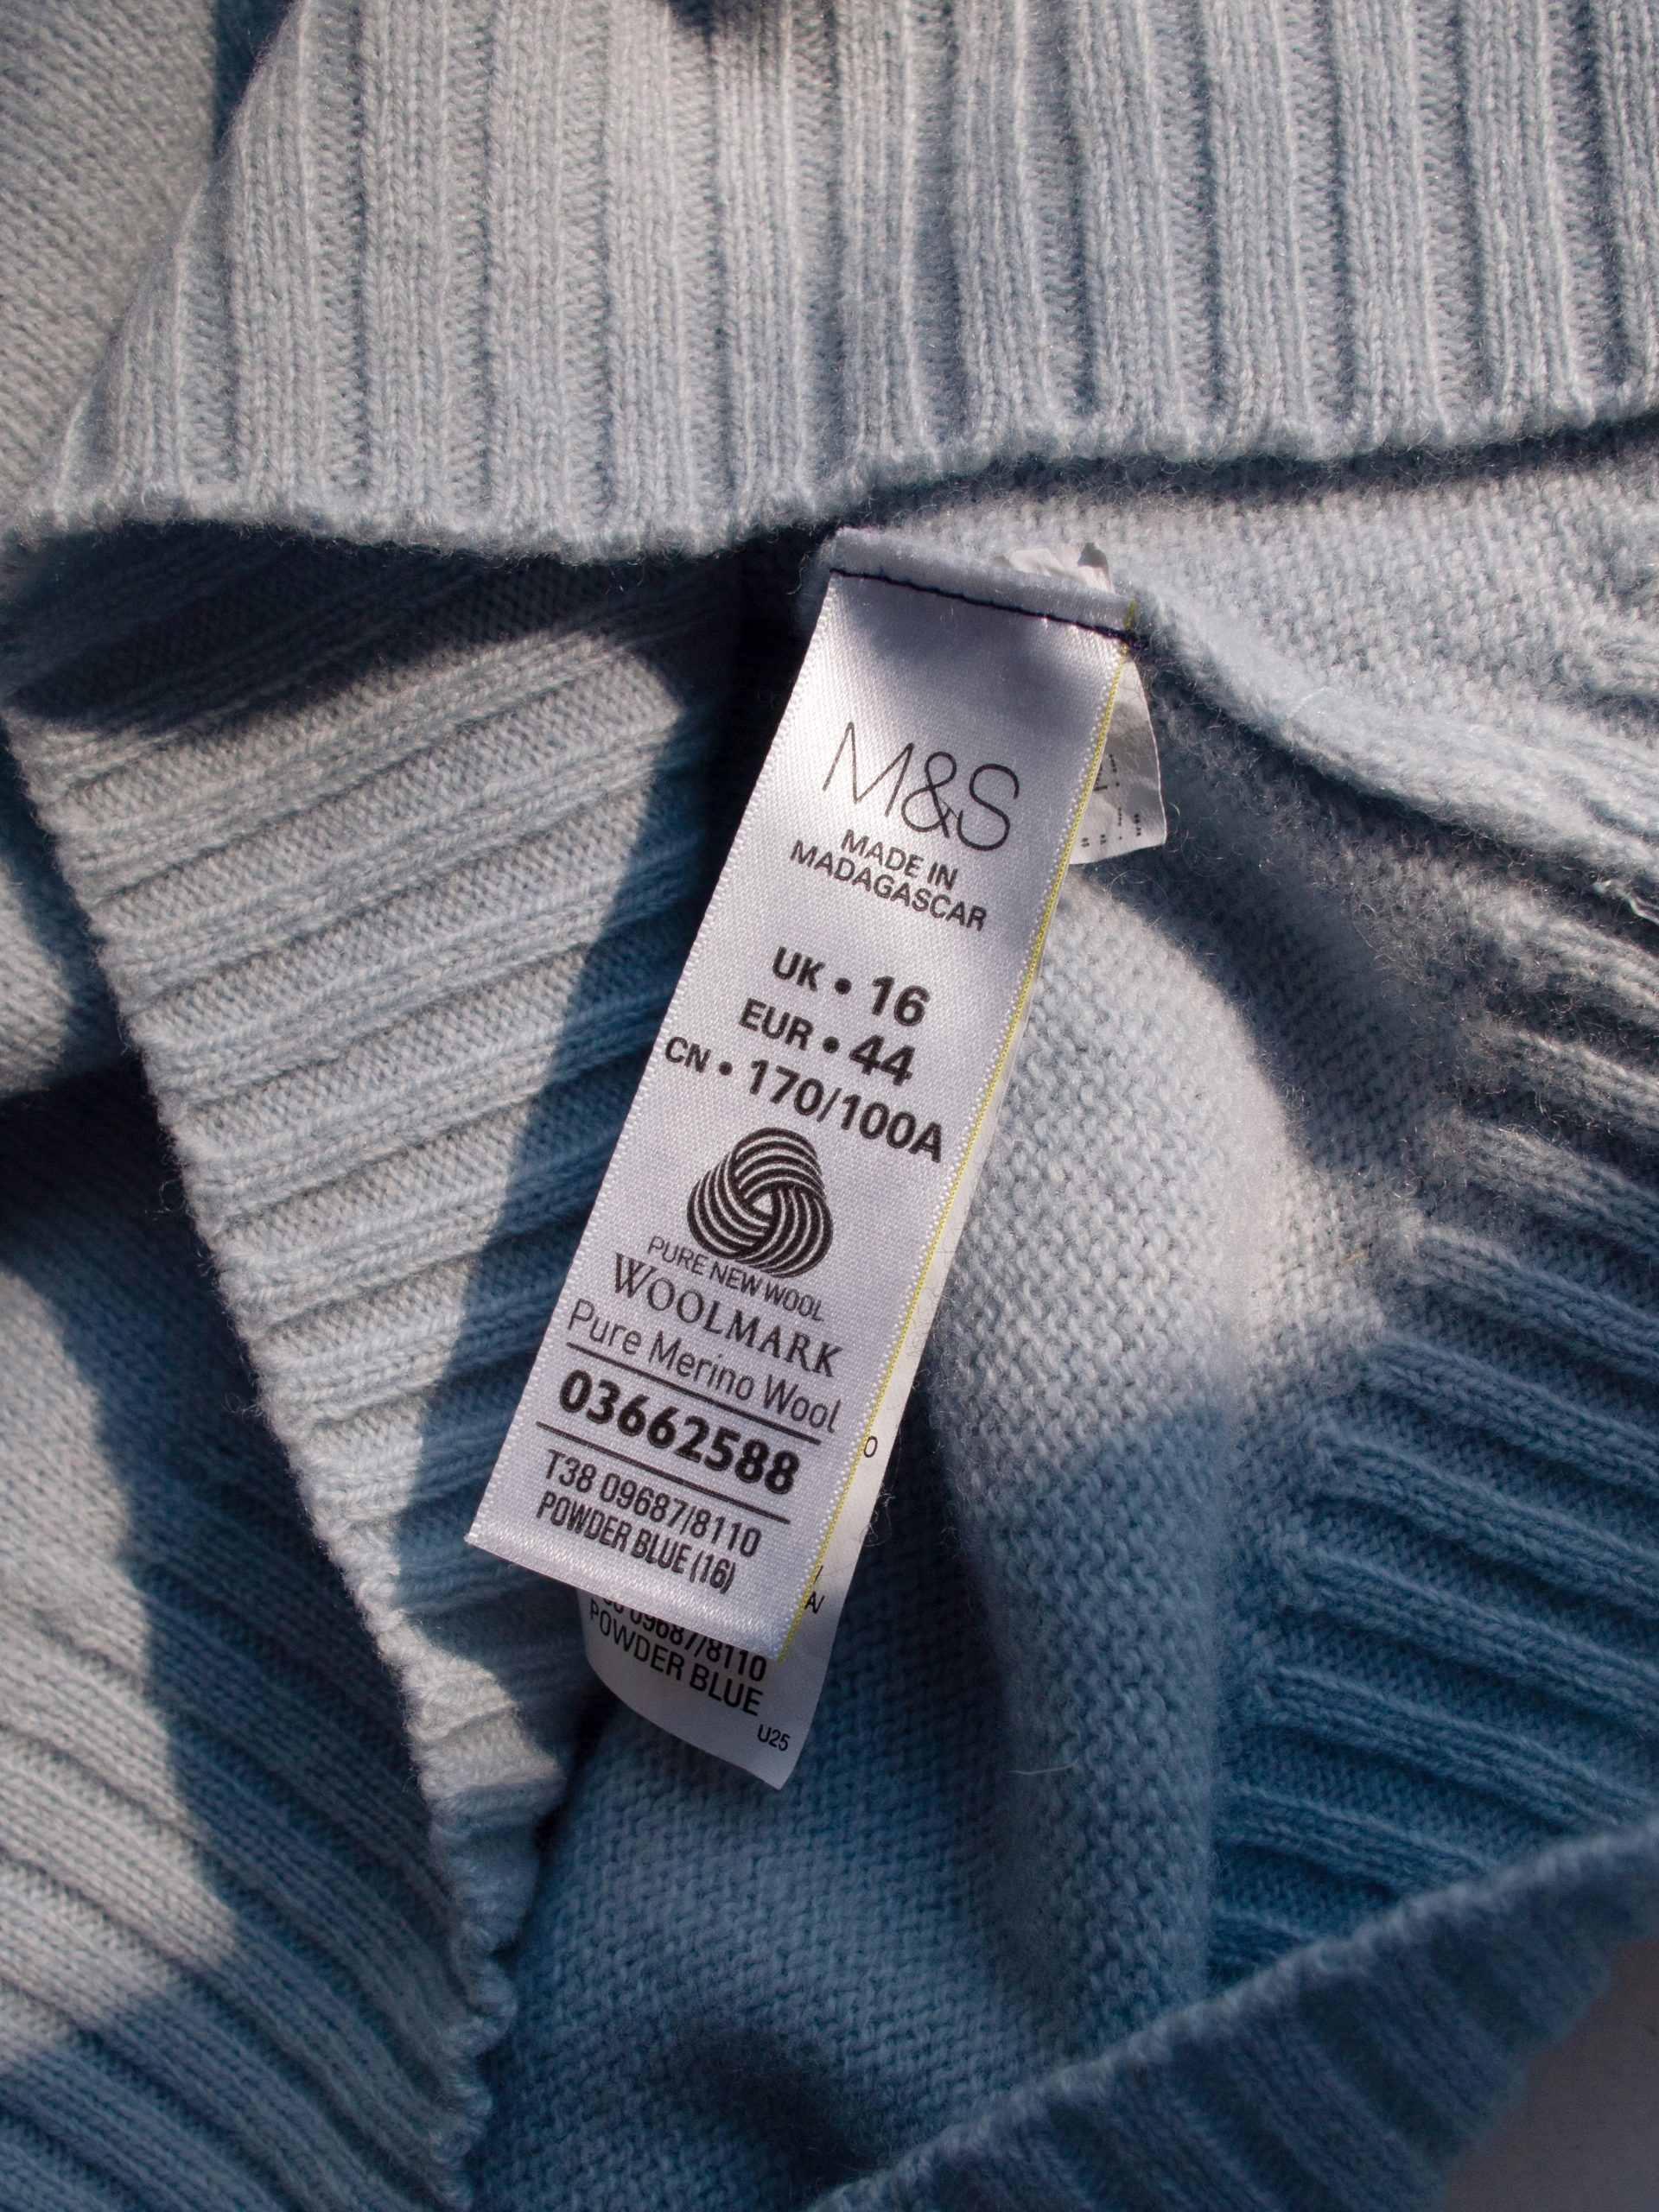 M&S
MADE IN
MADAGASCAR
UK • 16
EUR • 44
CN • 170/100A
PURE NEW WOOL
WOOLMARK
Pure Merino Wool
03662588
T38 09687/8110
POWDER BLUE (16)
09687/8110
POWDER BLUE
U25